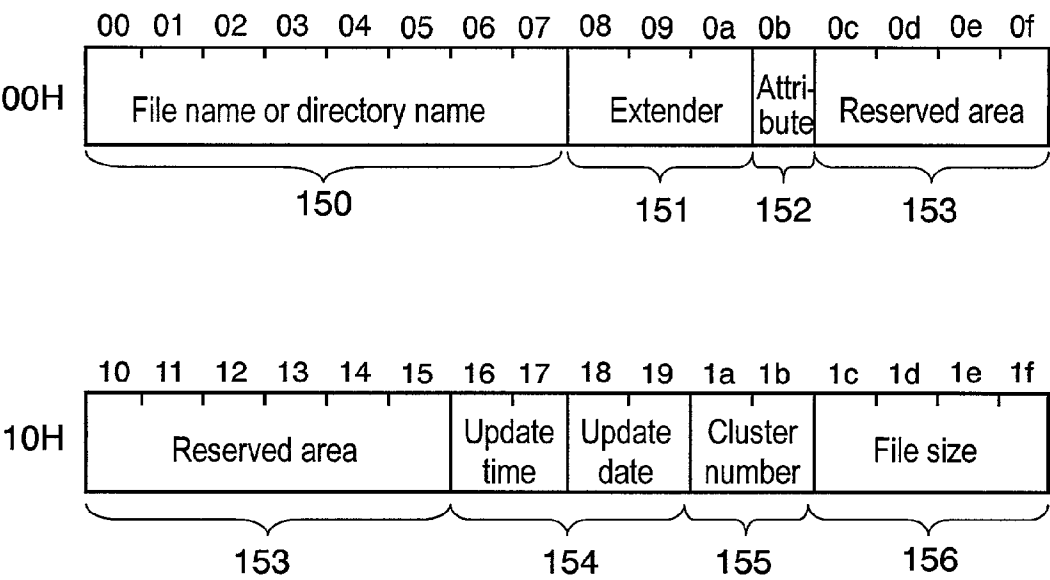 00 01 02 03 04 05 06 07 08 09 0a 0b 0c 0d 0e 0f
00H
File name or directory name
Extender
Attri-
bute
Reserved area
150
151
152
153
10 11 12 13 14 15 16 17 18 19 1a 1b 1c 1d 1e 1f
10H
Reserved area
Update
time
Update
date
Cluster
number
File size
153
154
155
156